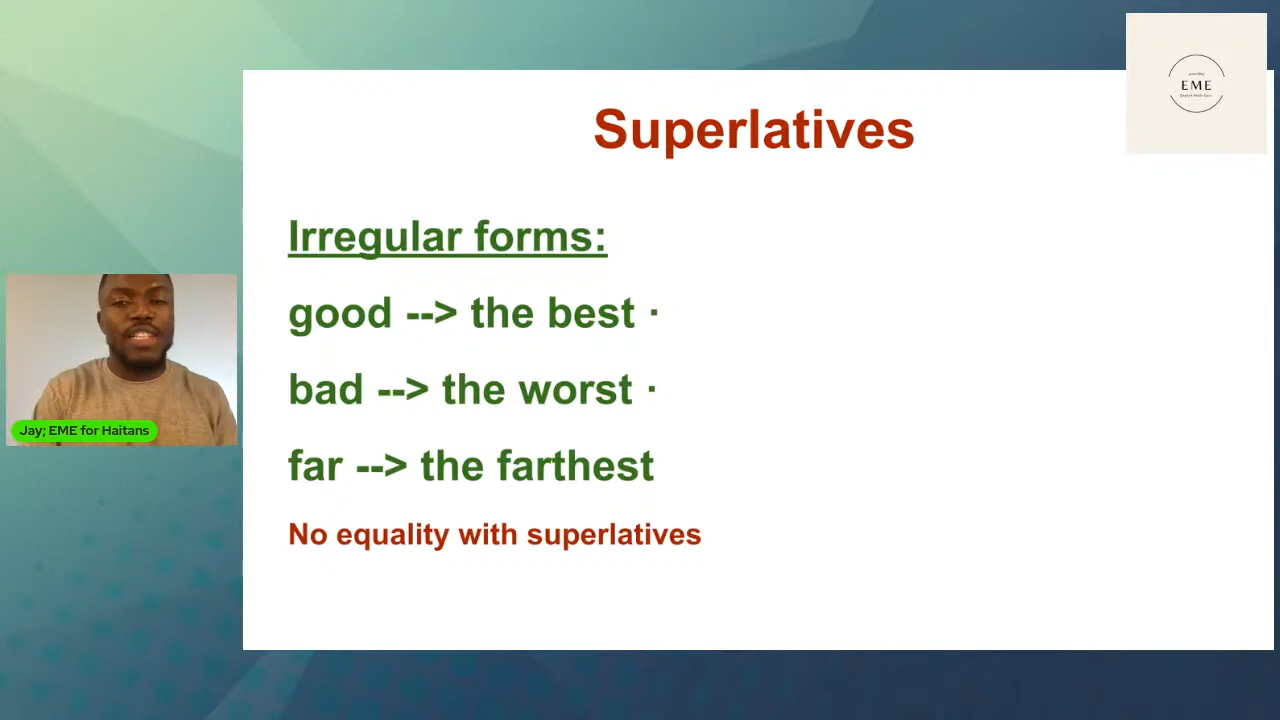 Superlatives
EME
Irregular forms:
good --> the best ·
bad --> the worst ·
far --> the farthest
No equality with superlatives
Jay; EME for Haitans